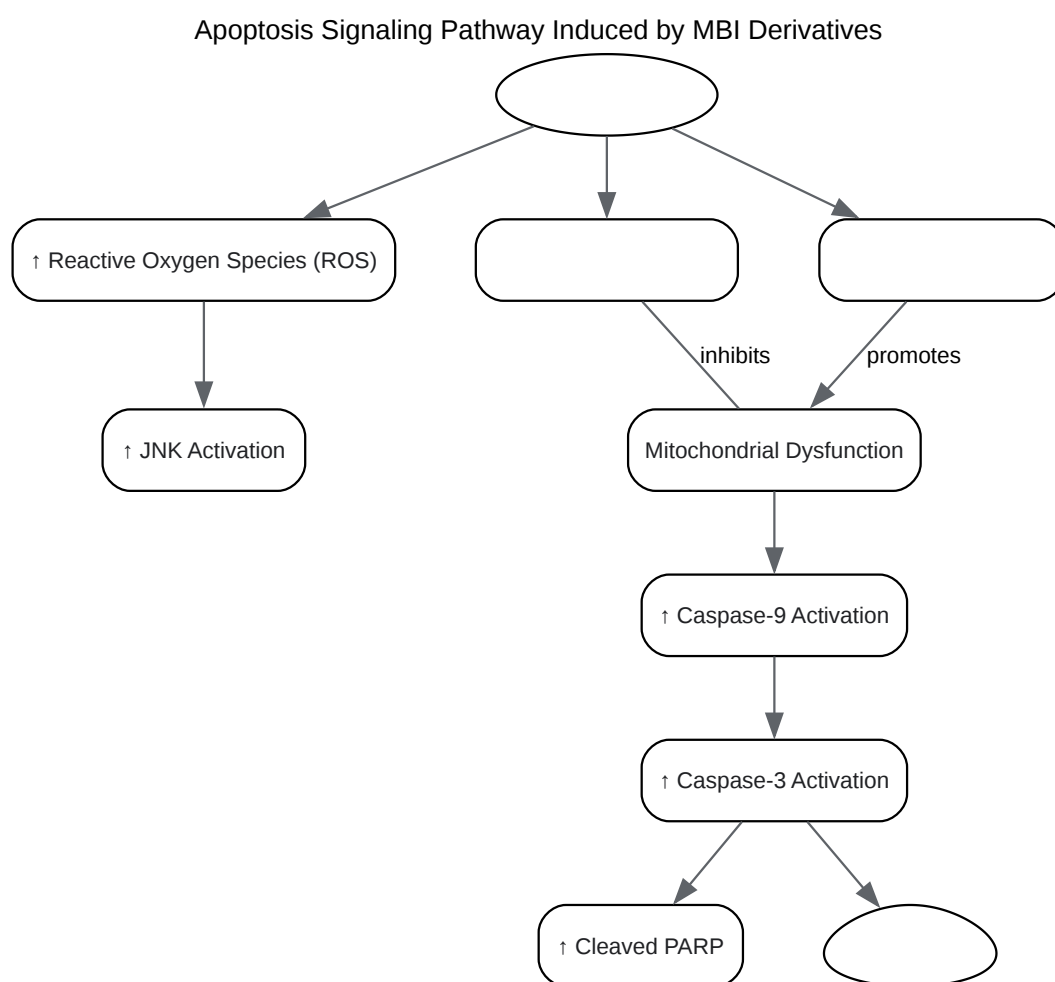 Apoptosis Signaling Pathway Induced by MBI Derivatives
↑ Reactive Oxygen Species (ROS)
inhibits
promotes
↑ JNK Activation
Mitochondrial Dysfunction
↑ Caspase-9 Activation
↑ Caspase-3 Activation
↑ Cleaved PARP